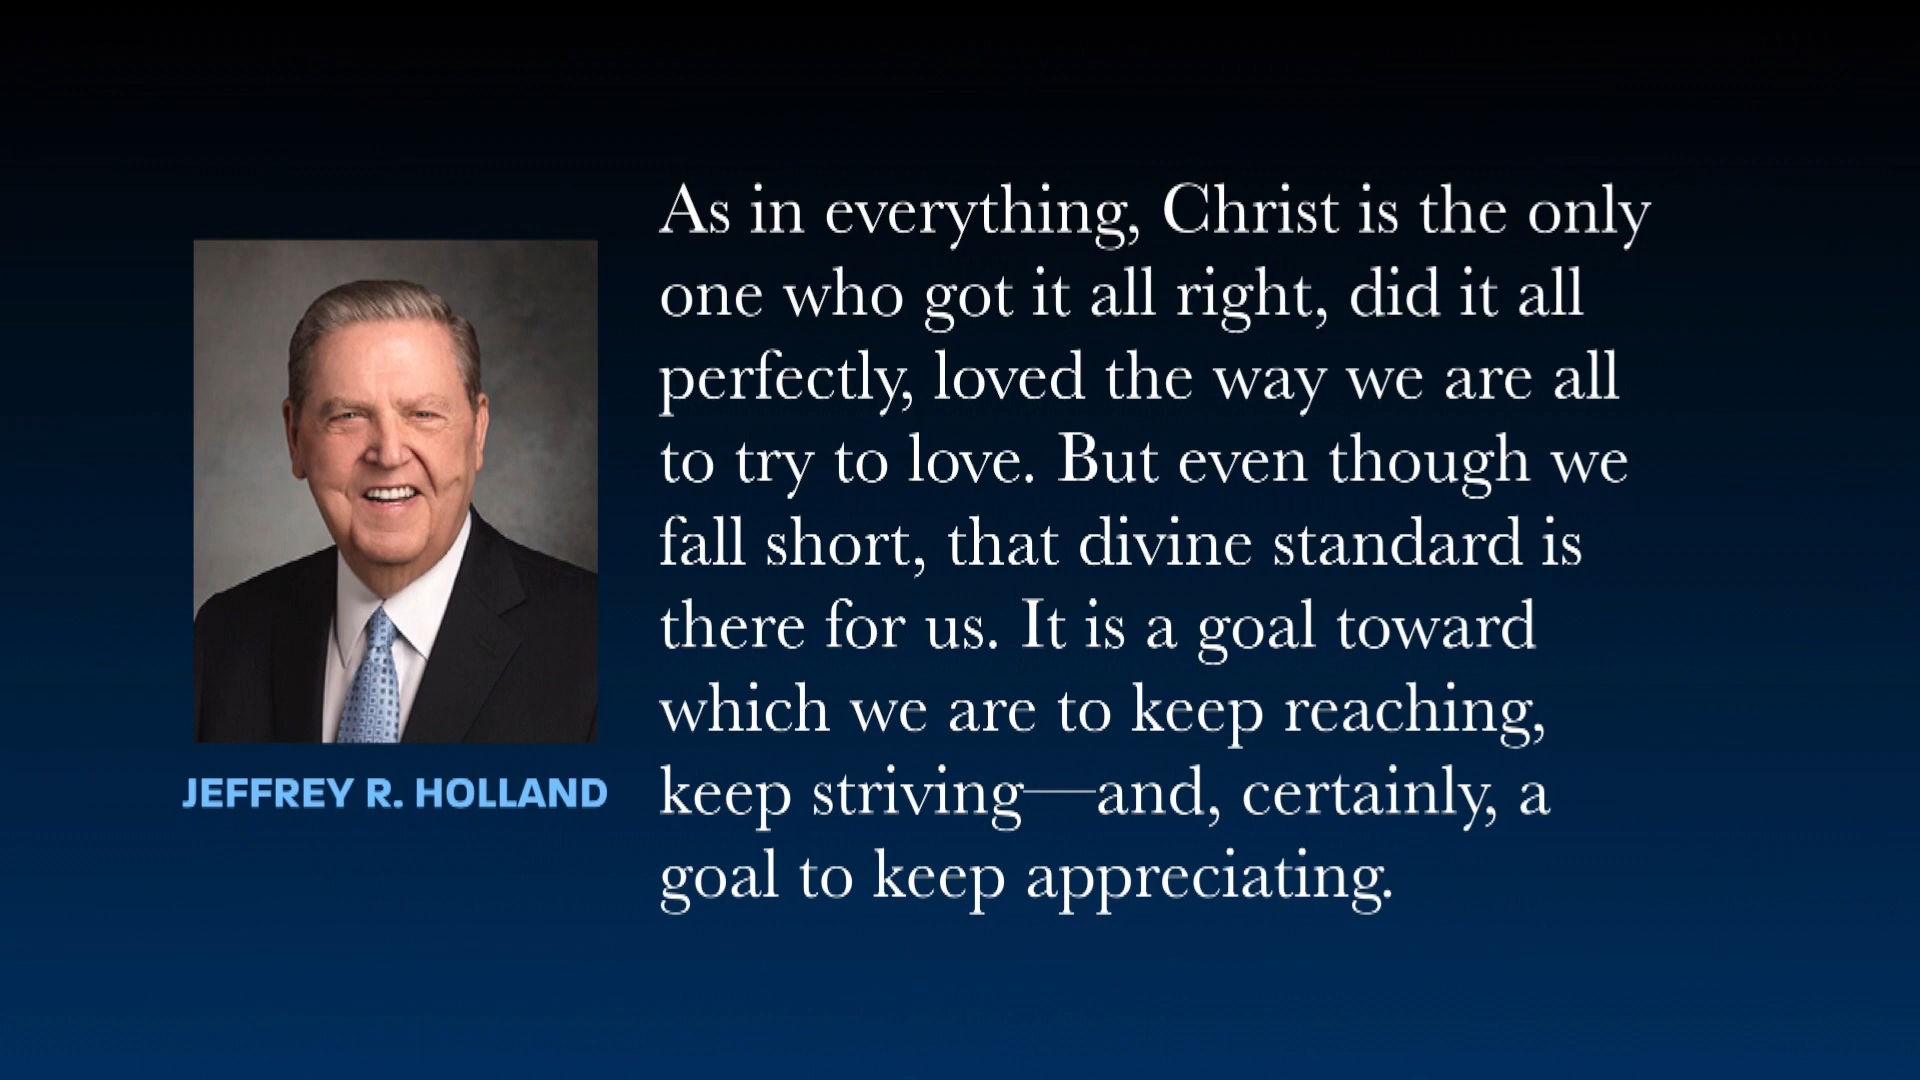 As in everything, Christ is the only
one who got it all right, did it all
perfectly, loved the way we are all
to try to love. But even though we
fall short, that divine standard is
there for us. It is a goal toward
which we are to keep reaching,
keep striving—and, certainly, a
goal to keep appreciating.
JEFFREY R. HOLLAND